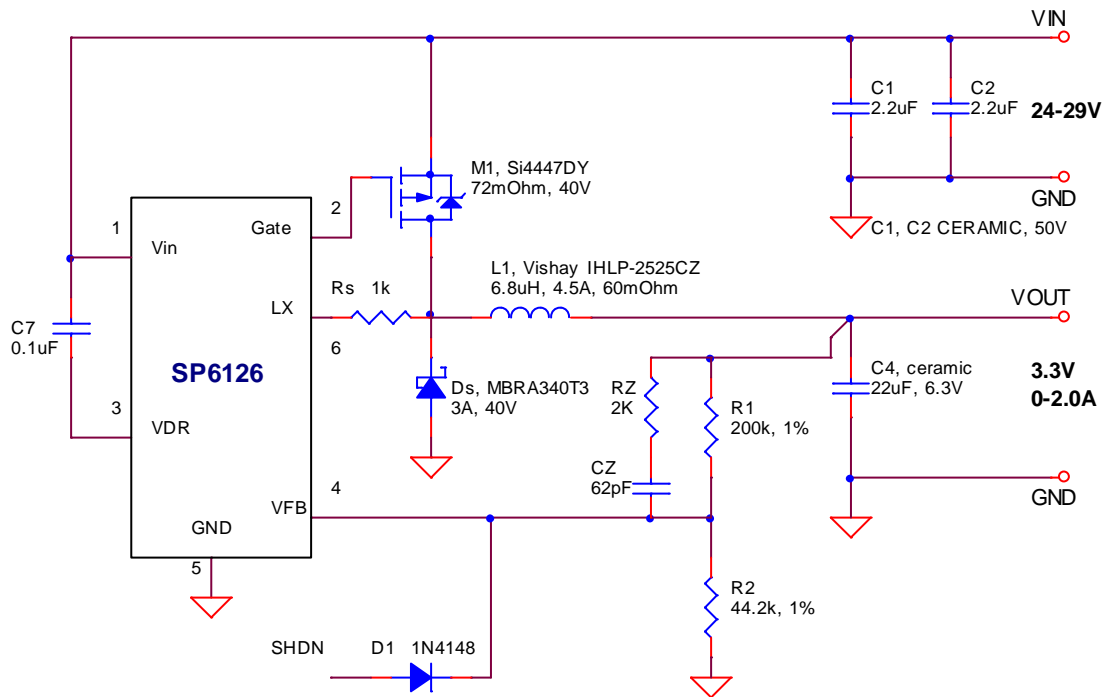 VIN
C1
2.2uF
C2
2.2uF
24-29V
GND
C1, C2 CERAMIC, 50V
M1, Si4447DY
72mOhm, 40V
1
2
Vin
Gate
L1, Vishay IHLP-2525CZ
6.8uH, 4.5A, 60mOhm
Rs 1k
LX
VOUT
C7
0.1uF
6
SP6126
Ds, MBRA340T3
3A, 40V
RZ
2K
R1
200k, 1%
C4, ceramic
22uF, 6.3V
3.3V
0-2.0A
3
VDR
CZ
62pF
4
VFB
GND
GND
5
R2
44.2k, 1%
SHDN
D1 1N4148